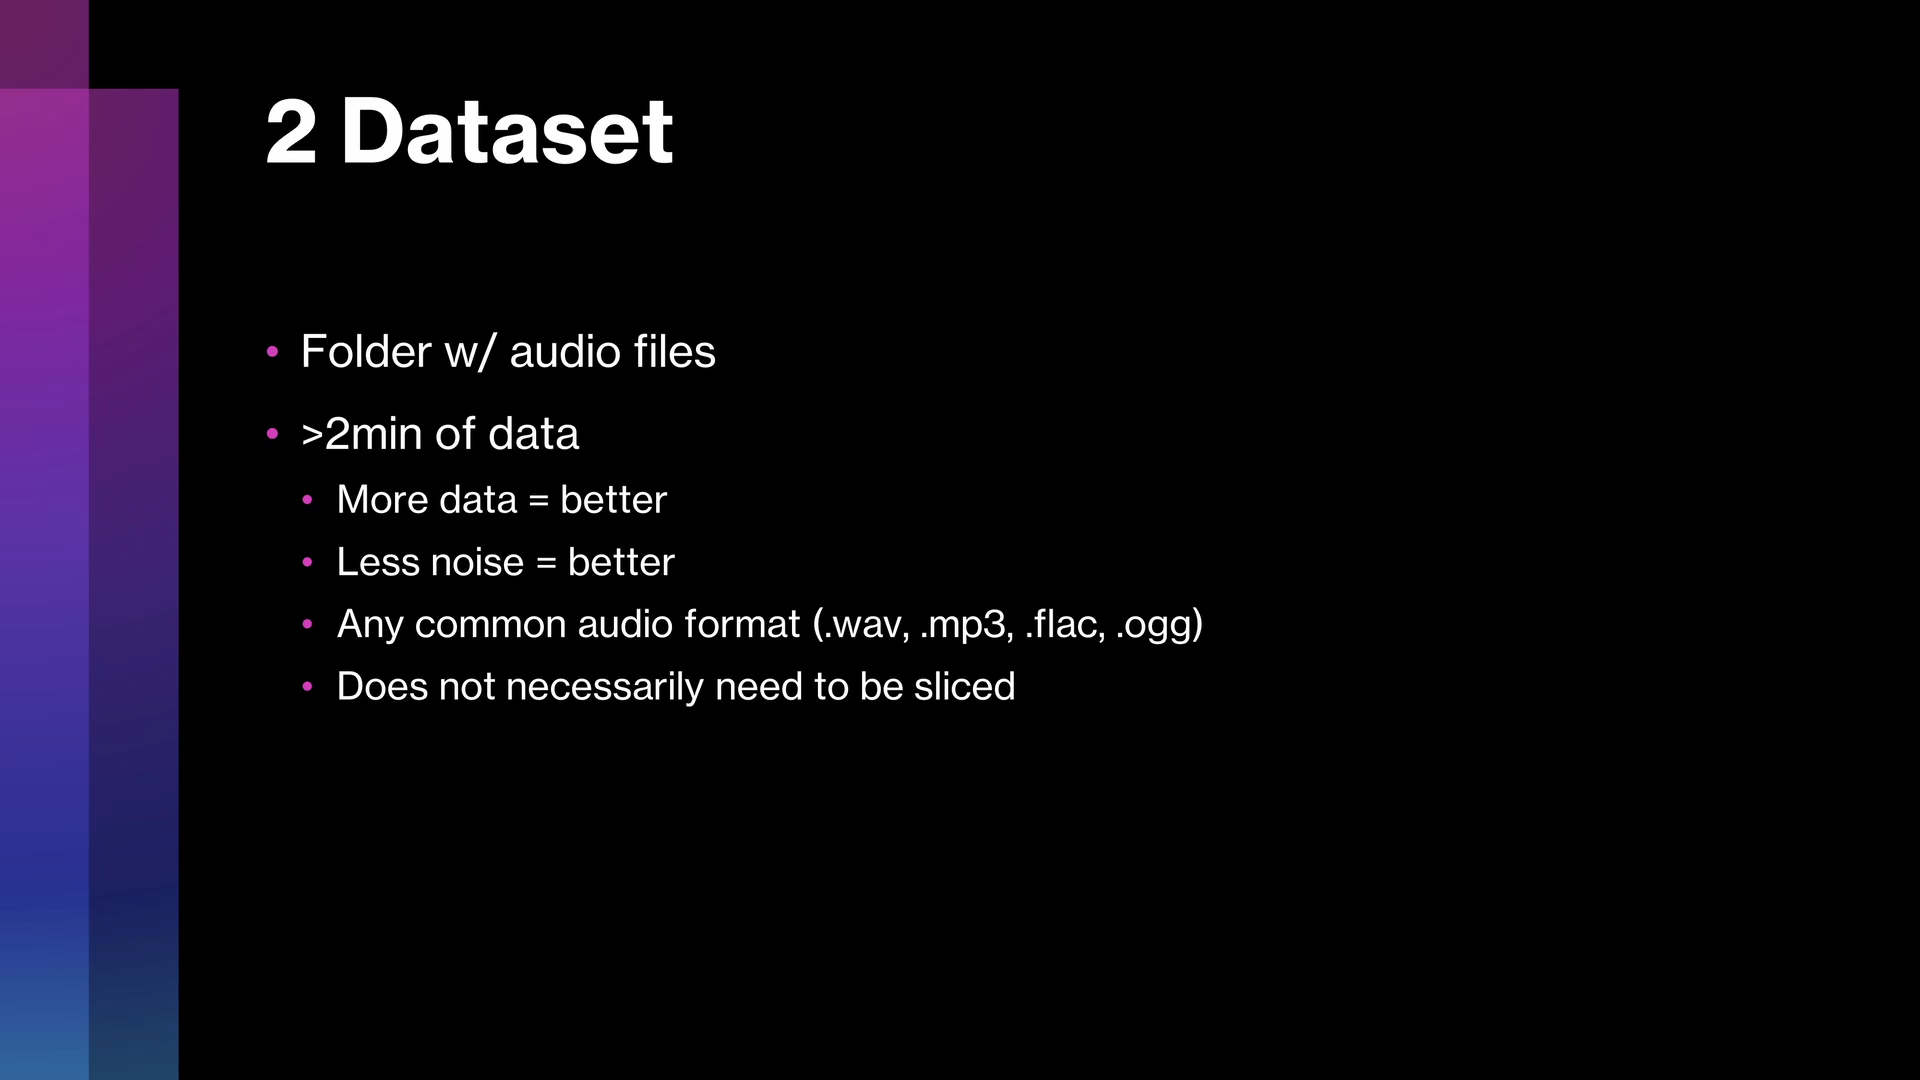 2 Dataset
• Folder w/ audio files
• >2min of data
• More data = better
• Less noise = better
• Any common audio format (.wav, .mp3, .flac, .ogg)
• Does not necessarily need to be sliced